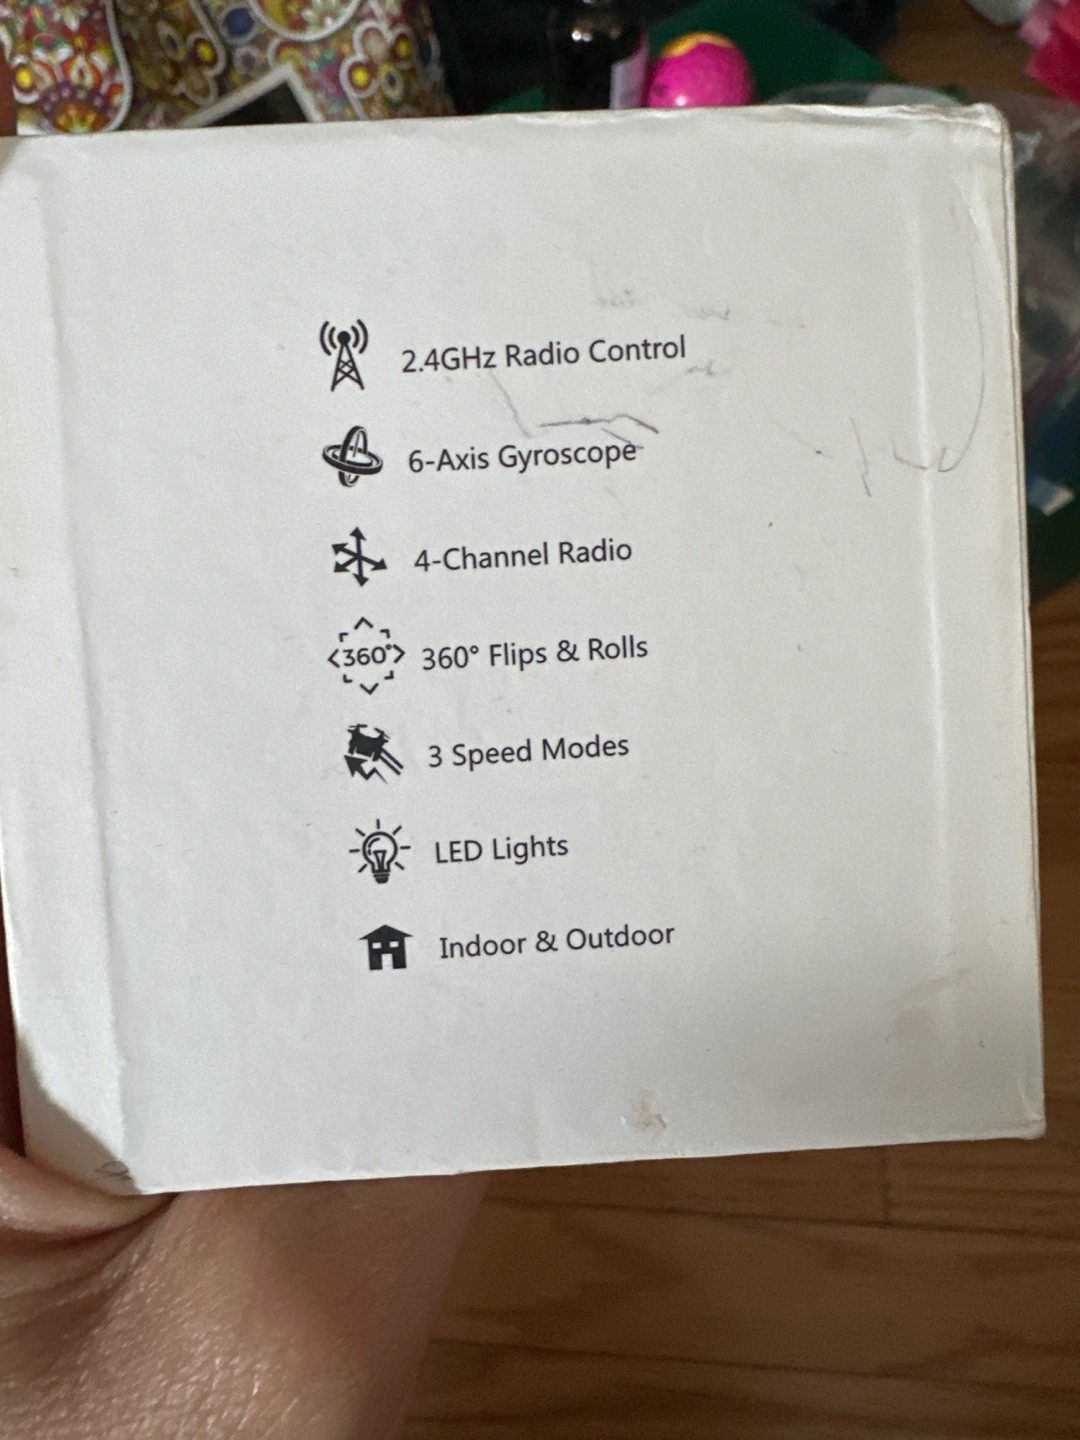 2.4GHz Radio Control
6-Axis Gyroscope
4-Channel Radio
<360°> 360° Flips & Rolls
3 Speed Modes
LED Lights
Indoor & Outdoor